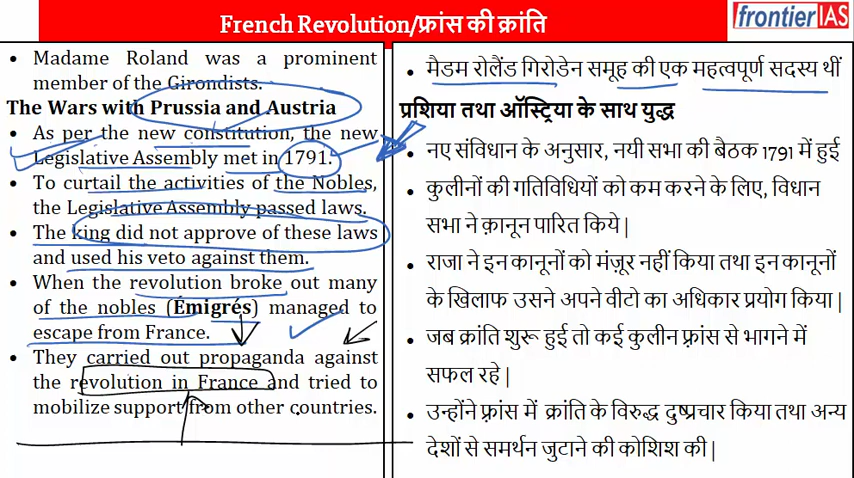 French Revolution/फ्रांस की क्रांति
frontierIAS
• Madame Roland was a prominent
member of the Girondists.
The Wars with Prussia and Austria
• As per the new constitution, the new
Legislative Assembly met in 1791.
• To curtail the activities of the Nobles,
the Legislative Assembly passed laws.
• The king did not approve of these laws
and used his veto against them.
• When the revolution broke out many
of the nobles (Émigrés) managed to
escape from France.
• They carried out propaganda against
the revolution in France and tried to
mobilize support from other countries.
• मैडम रोलैंड गिरोडेन समूह की एक महत्वपूर्ण सदस्य थीं
प्रशिया तथा ऑस्ट्रिया के साथ युद्ध
• नए संविधान के अनुसार, नयी सभा की बैठक 1791 में हुई
• कुलीनों की गतिविधियों को कम करने के लिए, विधान
सभा ने क़ानून पारित किये |
• राजा ने इन कानूनों को मंज़ूर नहीं किया तथा इन कानूनों
के खिलाफ उसने अपने वीटो का अधिकार प्रयोग किया |
• जब क्रांति शुरू हुई तो कई कुलीन फ़्रांस से भागने में
सफल रहे |
• उन्होंने फ़्रांस में क्रांति के विरुद्ध दुष्प्रचार किया तथा अन्य
देशों से समर्थन जुटाने की कोशिश की |